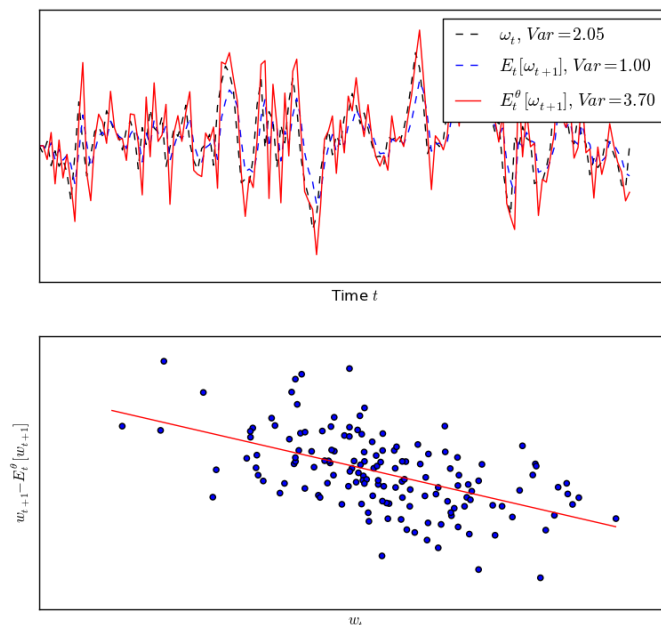 ω_t, Var=2.05
E_t[ω_{t+1}], Var=1.00
E_t^θ[ω_{t+1}], Var=3.70
Time t
w_{t+1}−E_t^θ[w_{t+1}]